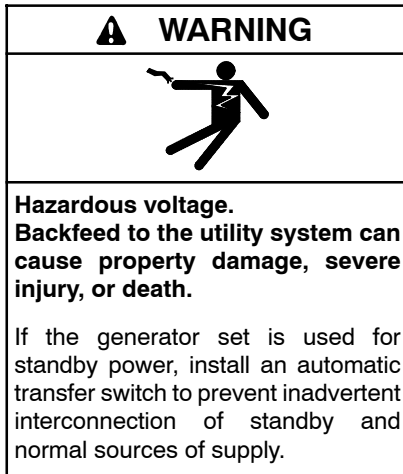 WARNING
Hazardous voltage.
Backfeed to the utility system can
cause property damage, severe
injury, or death.
If the generator set is used for
standby power, install an automatic
transfer switch to prevent inadvertent
interconnection of standby and
normal sources of supply.